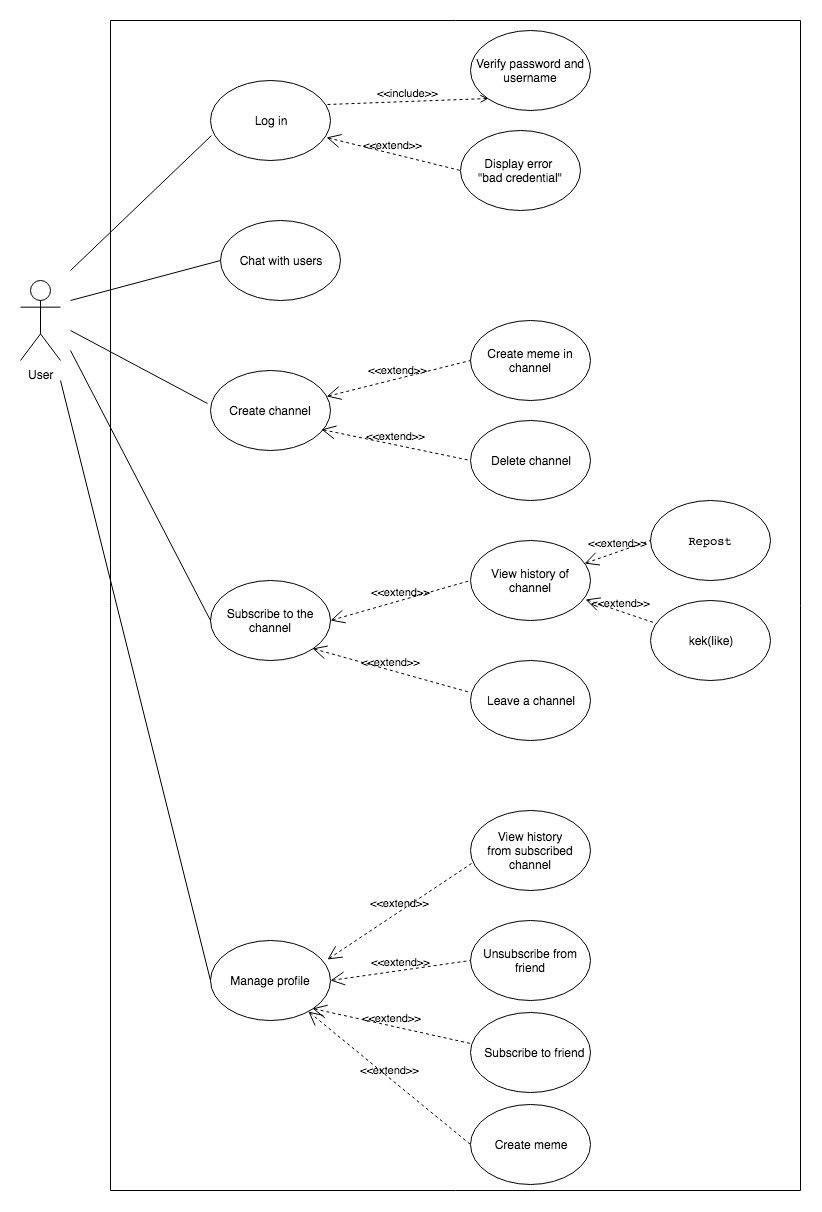 Verify password and
username
<<include>>
Log in
<<extend>>
Display error
"bad credential"
Chat with users
User
Create meme in
channel
<<extend>>
Create channel
<<extend>>
Delete channel
Repost
<<extend>>
View history of
channel
<<extend>>
<<extend>>
Subscribe to the
channel
kek(like)
<<extend>>
Leave a channel
View history
from subscribed
channel
<<extend>>
Unsubscribe from
friend
<<extend>>
Manage profile
<<extend>>
Subscribe to friend
<<extend>>
Create meme